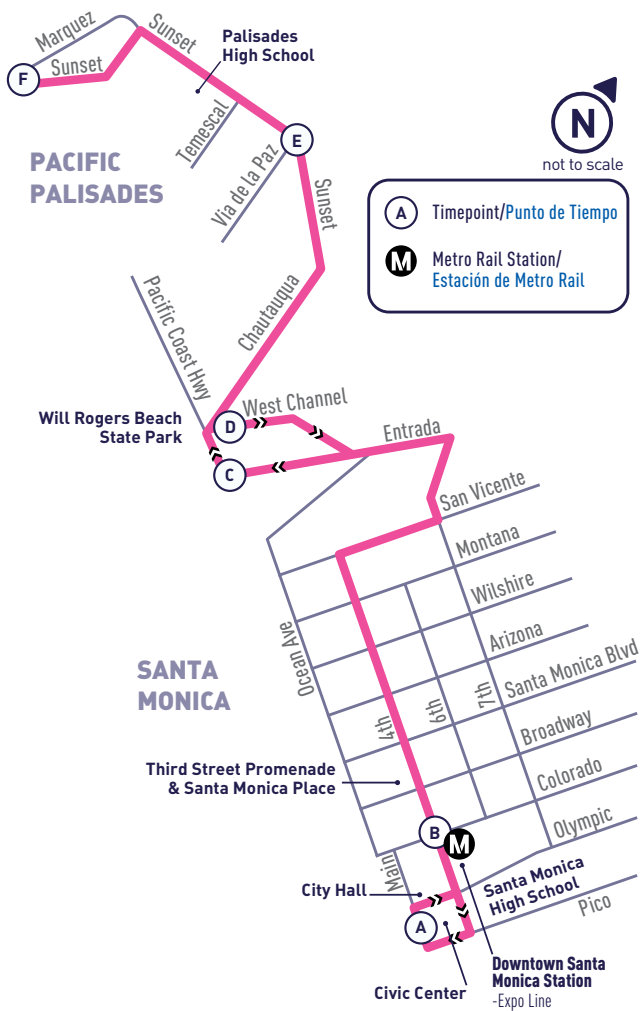 Marquez
Sunset
Sunset
F
Palisades
High School
Temescal
Via de la Paz
E
Sunset
N
not to scale
PACIFIC
PALISADES
A Timepoint/Punto de Tiempo
M Metro Rail Station/
Estación de Metro Rail
Pacific Coast Hwy
Chautauqua
Will Rogers Beach
State Park
D
West Channel
C
Entrada
San Vicente
Montana
Wilshire
Arizona
Santa Monica Blvd
Broadway
Colorado
Olympic
Pico
Ocean Ave
4th
6th
7th
SANTA
MONICA
Third Street Promenade
& Santa Monica Place
B
M
Main
City Hall
A
Santa Monica
High School
Civic Center
Downtown Santa
Monica Station
-Expo Line